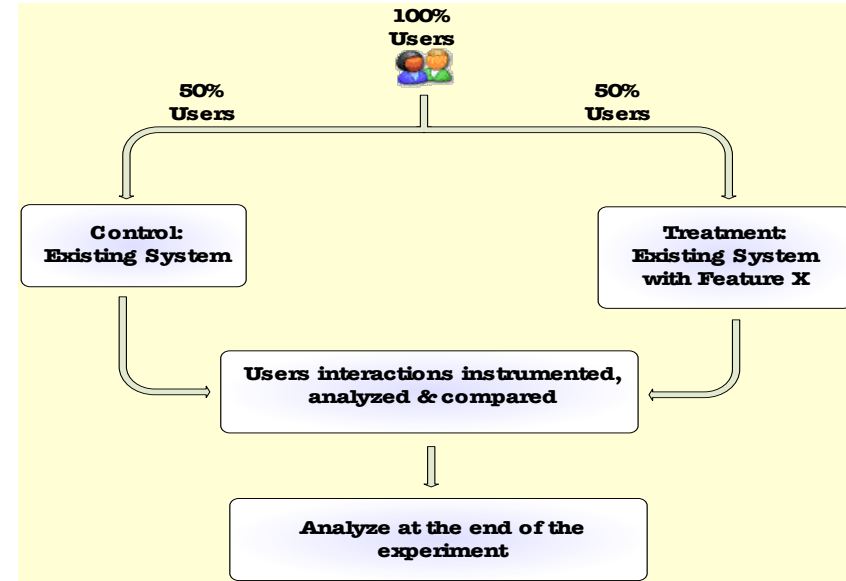 100%
Users
50%
Users
50%
Users
Control:
Existing System
Treatment:
Existing System
with Feature X
Users interactions instrumented,
analyzed & compared
Analyze at the end of the
experiment